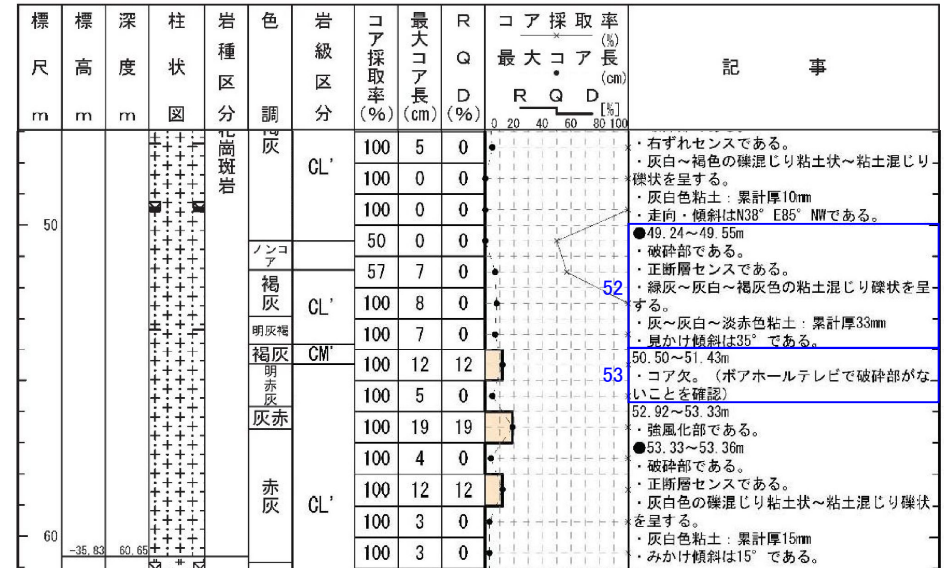 標尺m
標高m
深度m
柱状図
岩種区分
色調
岩級区分
コア採取率(%)
最大コア長(cm)
RQD(%)
コア採取率(%)
最大コア長(cm)
RQD[%]
0 20 40 60 80 100
記事
50
60
-35.83 60.65
花崗斑岩
褐灰
ノンコア
褐灰
明灰褐
褐灰
明赤灰
灰赤
赤灰
CL'
CL'
CM'
CL'
100 5 0
100 0 0
100 0 0
50 0 0
57 7 0
100 8 0
100 7 0
100 12 12
100 5 0
100 19 19
100 4 0
100 12 12
100 3 0
100 3 0
・右ずれセンスである。
・灰白~褐色の礫混じり粘土状~粘土混じり
礫状を呈する。
・灰白色粘土:累計厚10mm
・走向・傾斜はN38°E85°NWである。
52
●49.24~49.55m
・破砕部である。
・正断層センスである。
・緑灰~灰白~褐灰色の粘土混じり礫状を呈
する。
・灰~灰白~淡赤色粘土:累計厚33mm
・見かけ傾斜は35°である。
53
50.50~51.43m
・コア欠。(ボアホールテレビで破砕部がな
いことを確認)
52.92~53.33m
・強風化部である。
●53.33~53.36m
・破砕部である。
・正断層センスである。
・灰白色の礫混じり粘土状~粘土混じり礫状
を呈する。
・灰白色粘土:累計厚15mm
・みかけ傾斜は15°である。